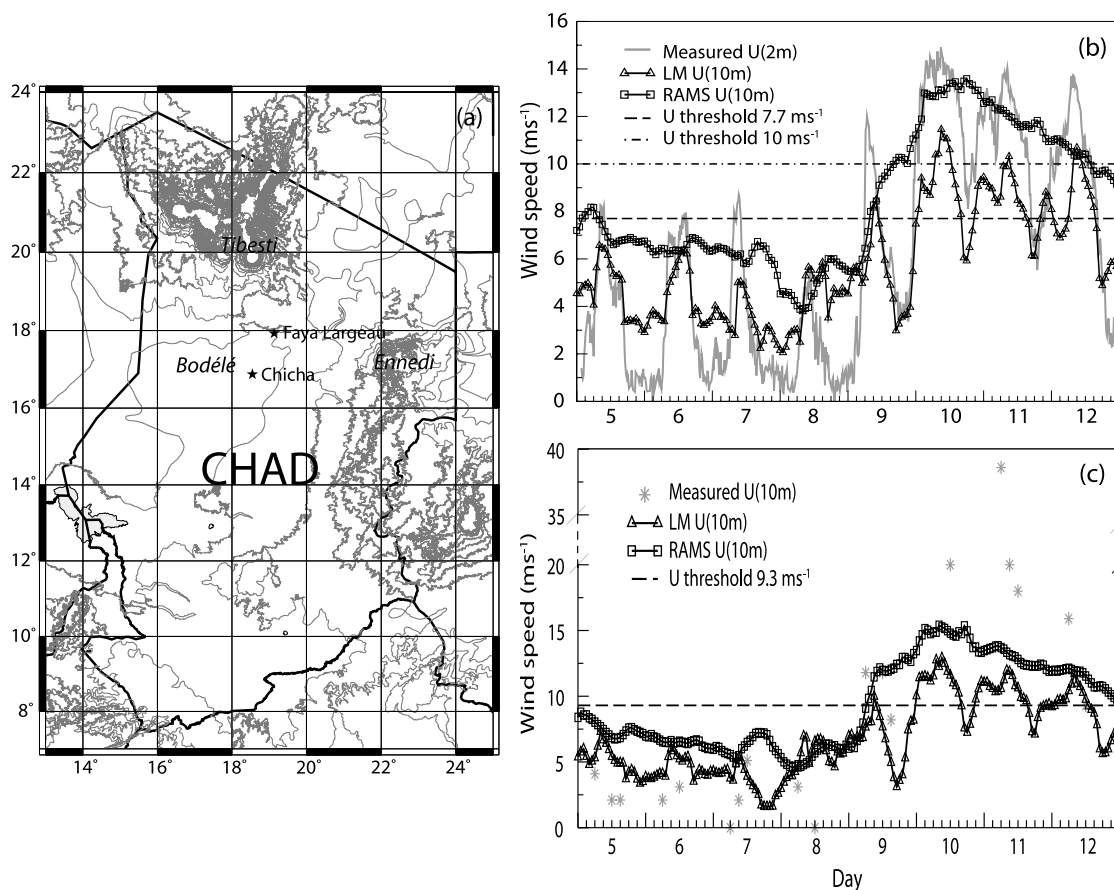 (a)
24°
22°
20°
18°
16°
14°
12°
10°
8°
14°
16°
18°
20°
22°
24°
Tibesti
Faya Largeau
Bodélé
Ennedi
Chicha
CHAD
(b)
Wind speed (ms⁻¹)
16
14
12
10
8
6
4
2
0
Measured U(2m)
LM U(10m)
RAMS U(10m)
U threshold 7.7 ms⁻¹
U threshold 10 ms⁻¹
5 6 7 8 9 10 11 12
(c)
Wind speed (ms⁻¹)
40
35
20
15
10
5
0
Measured U(10m)
LM U(10m)
RAMS U(10m)
U threshold 9.3 ms⁻¹
5 6 7 8 9 10 11 12
Day